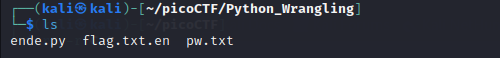 ┌──(kali㉿kali)-[~/picoCTF/Python_Wrangling]
└─$ ls
ende.py  flag.txt.en  pw.txt